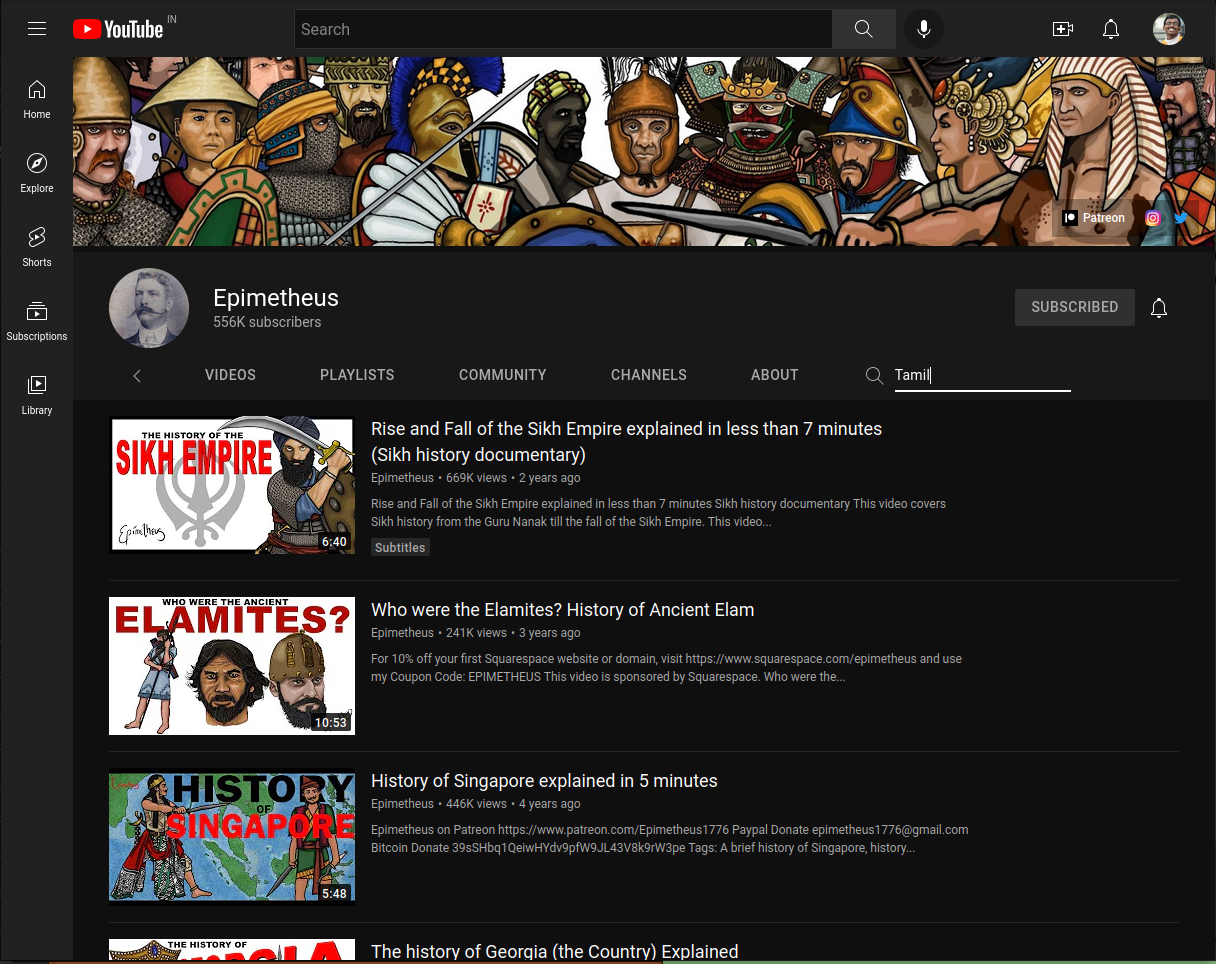 YouTube IN
Search
Home
Explore
Shorts
Subscriptions
Library
Patreon
Epimetheus
556K subscribers
SUBSCRIBED
VIDEOS PLAYLISTS COMMUNITY CHANNELS ABOUT Tamil
THE HISTORY OF THE
SIKH EMPIRE
Epimetheus
6:40
Rise and Fall of the Sikh Empire explained in less than 7 minutes
(Sikh history documentary)
Epimetheus • 669K views • 2 years ago
Rise and Fall of the Sikh Empire explained in less than 7 minutes Sikh history documentary This video covers
Sikh history from the Guru Nanak till the fall of the Sikh Empire. This video...
Subtitles
WHO WERE THE ANCIENT
ELAMITES?
10:53
Who were the Elamites? History of Ancient Elam
Epimetheus • 241K views • 3 years ago
For 10% off your first Squarespace website or domain, visit https://www.squarespace.com/epimetheus and use
my Coupon Code: EPIMETHEUS This video is sponsored by Squarespace. Who were the...
HISTORY
OF
SINGAPORE
5:48
History of Singapore explained in 5 minutes
Epimetheus • 446K views • 4 years ago
Epimetheus on Patreon https://www.patreon.com/Epimetheus1776 Paypal Donate epimetheus1776@gmail.com
Bitcoin Donate 39sSHbq1QeiwHYdv9pfW9JL43V8k9rW3pe Tags: A brief history of Singapore, history...
THE HISTORY OF
The history of Georgia (the Country) Explained